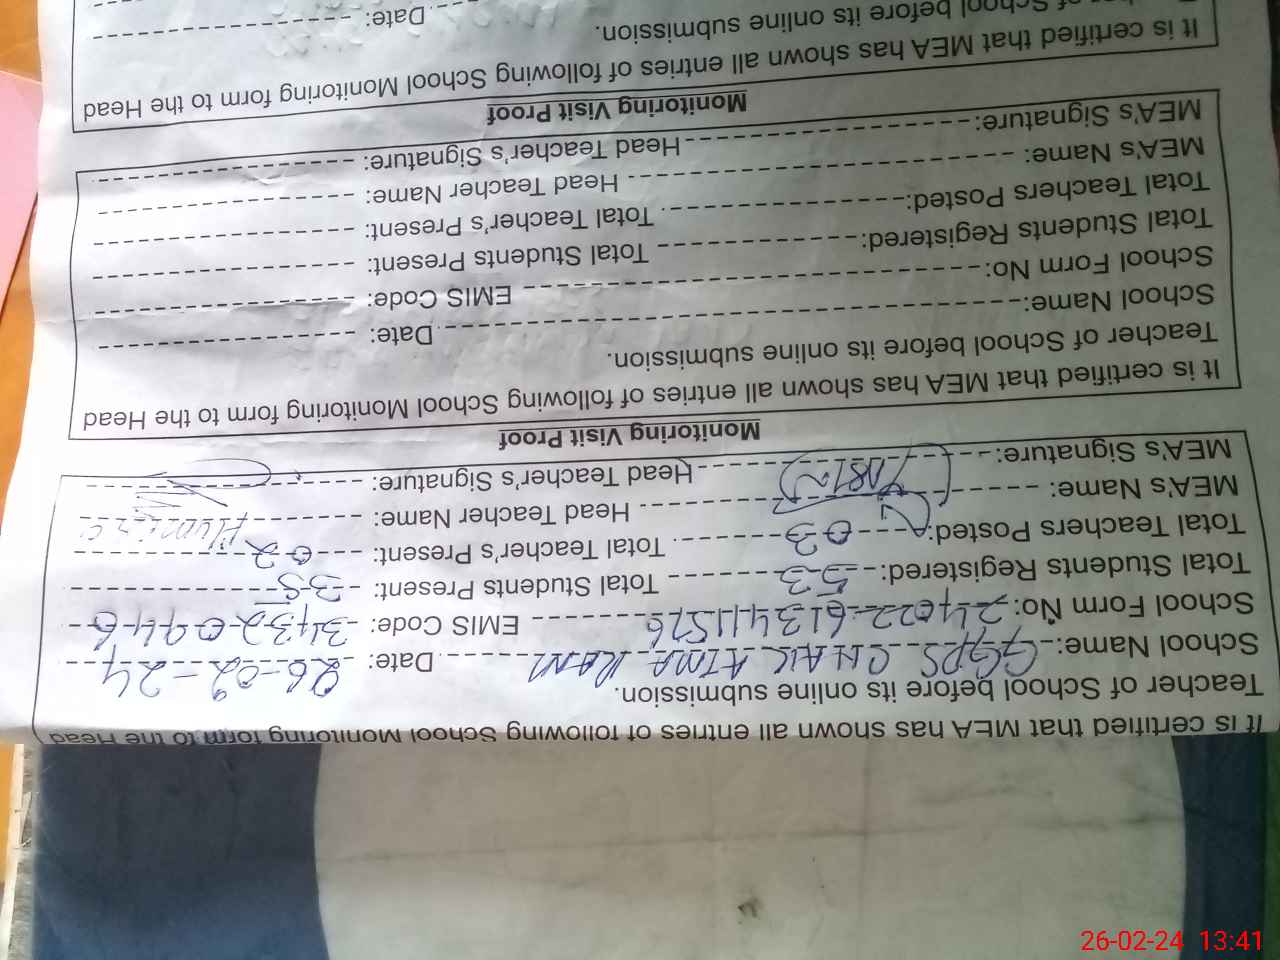 It is certified that MEA has shown all entries of following School Monitoring form to the Head
Teacher of School before its online submission.
School Name: GGPS CHAK ATMA RAM Date: 26-02-24
School Form No: 24022-613411576 EMIS Code:
Total Students Registered: 53 Total Students Present: 35
Total Teachers Posted: 03 Total Teacher's Present: 02
MEA's Name: Head Teacher Name:
MEA's Signature: Head Teacher's Signature:
Monitoring Visit Proof
It is certified that MEA has shown all entries of following School Monitoring form to the Head
Teacher of School before its online submission.
School Name: Date:
School Form No: EMIS Code:
Total Students Registered: Total Students Present:
Total Teachers Posted: Total Teacher's Present:
MEA's Name: Head Teacher Name:
MEA's Signature: Head Teacher's Signature:
Monitoring Visit Proof
It is certified that MEA has shown all entries of following School Monitoring form to the Head
of School before its online submission.
Date:
26-02-24 13:41